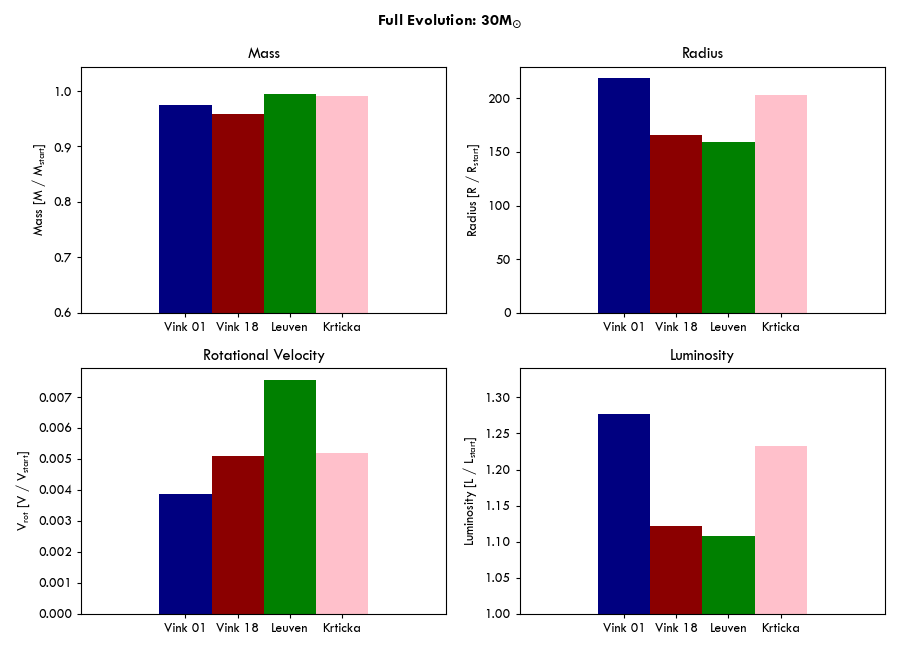 Full Evolution: 30M☉
Mass
Mass [M / Mstart]
1.0
0.9
0.8
0.7
0.6
Vink 01 Vink 18 Leuven Krticka
Radius
Radius [R / Rstart]
200
150
100
50
0
Vink 01 Vink 18 Leuven Krticka
Rotational Velocity
Vrot [V / Vstart]
0.007
0.006
0.005
0.004
0.003
0.002
0.001
0.000
Vink 01 Vink 18 Leuven Krticka
Luminosity
Luminosity [L / Lstart]
1.30
1.25
1.20
1.15
1.10
1.05
1.00
Vink 01 Vink 18 Leuven Krticka